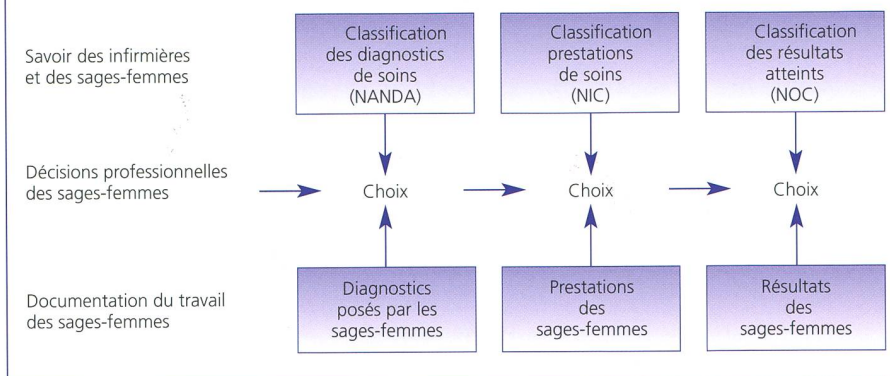 Savoir des infirmières
et des sages-femmes
Classification
des diagnostics
de soins
(NANDA)
Classification
prestations
de soins
(NIC)
Classification
des résultats
atteints
(NOC)
Décisions professionnelles
des sages-femmes
Choix
Choix
Choix
Documentation du travail
des sages-femmes
Diagnostics
posés par les
sages-femmes
Prestations
des
sages-femmes
Résultats
des
sages-femmes